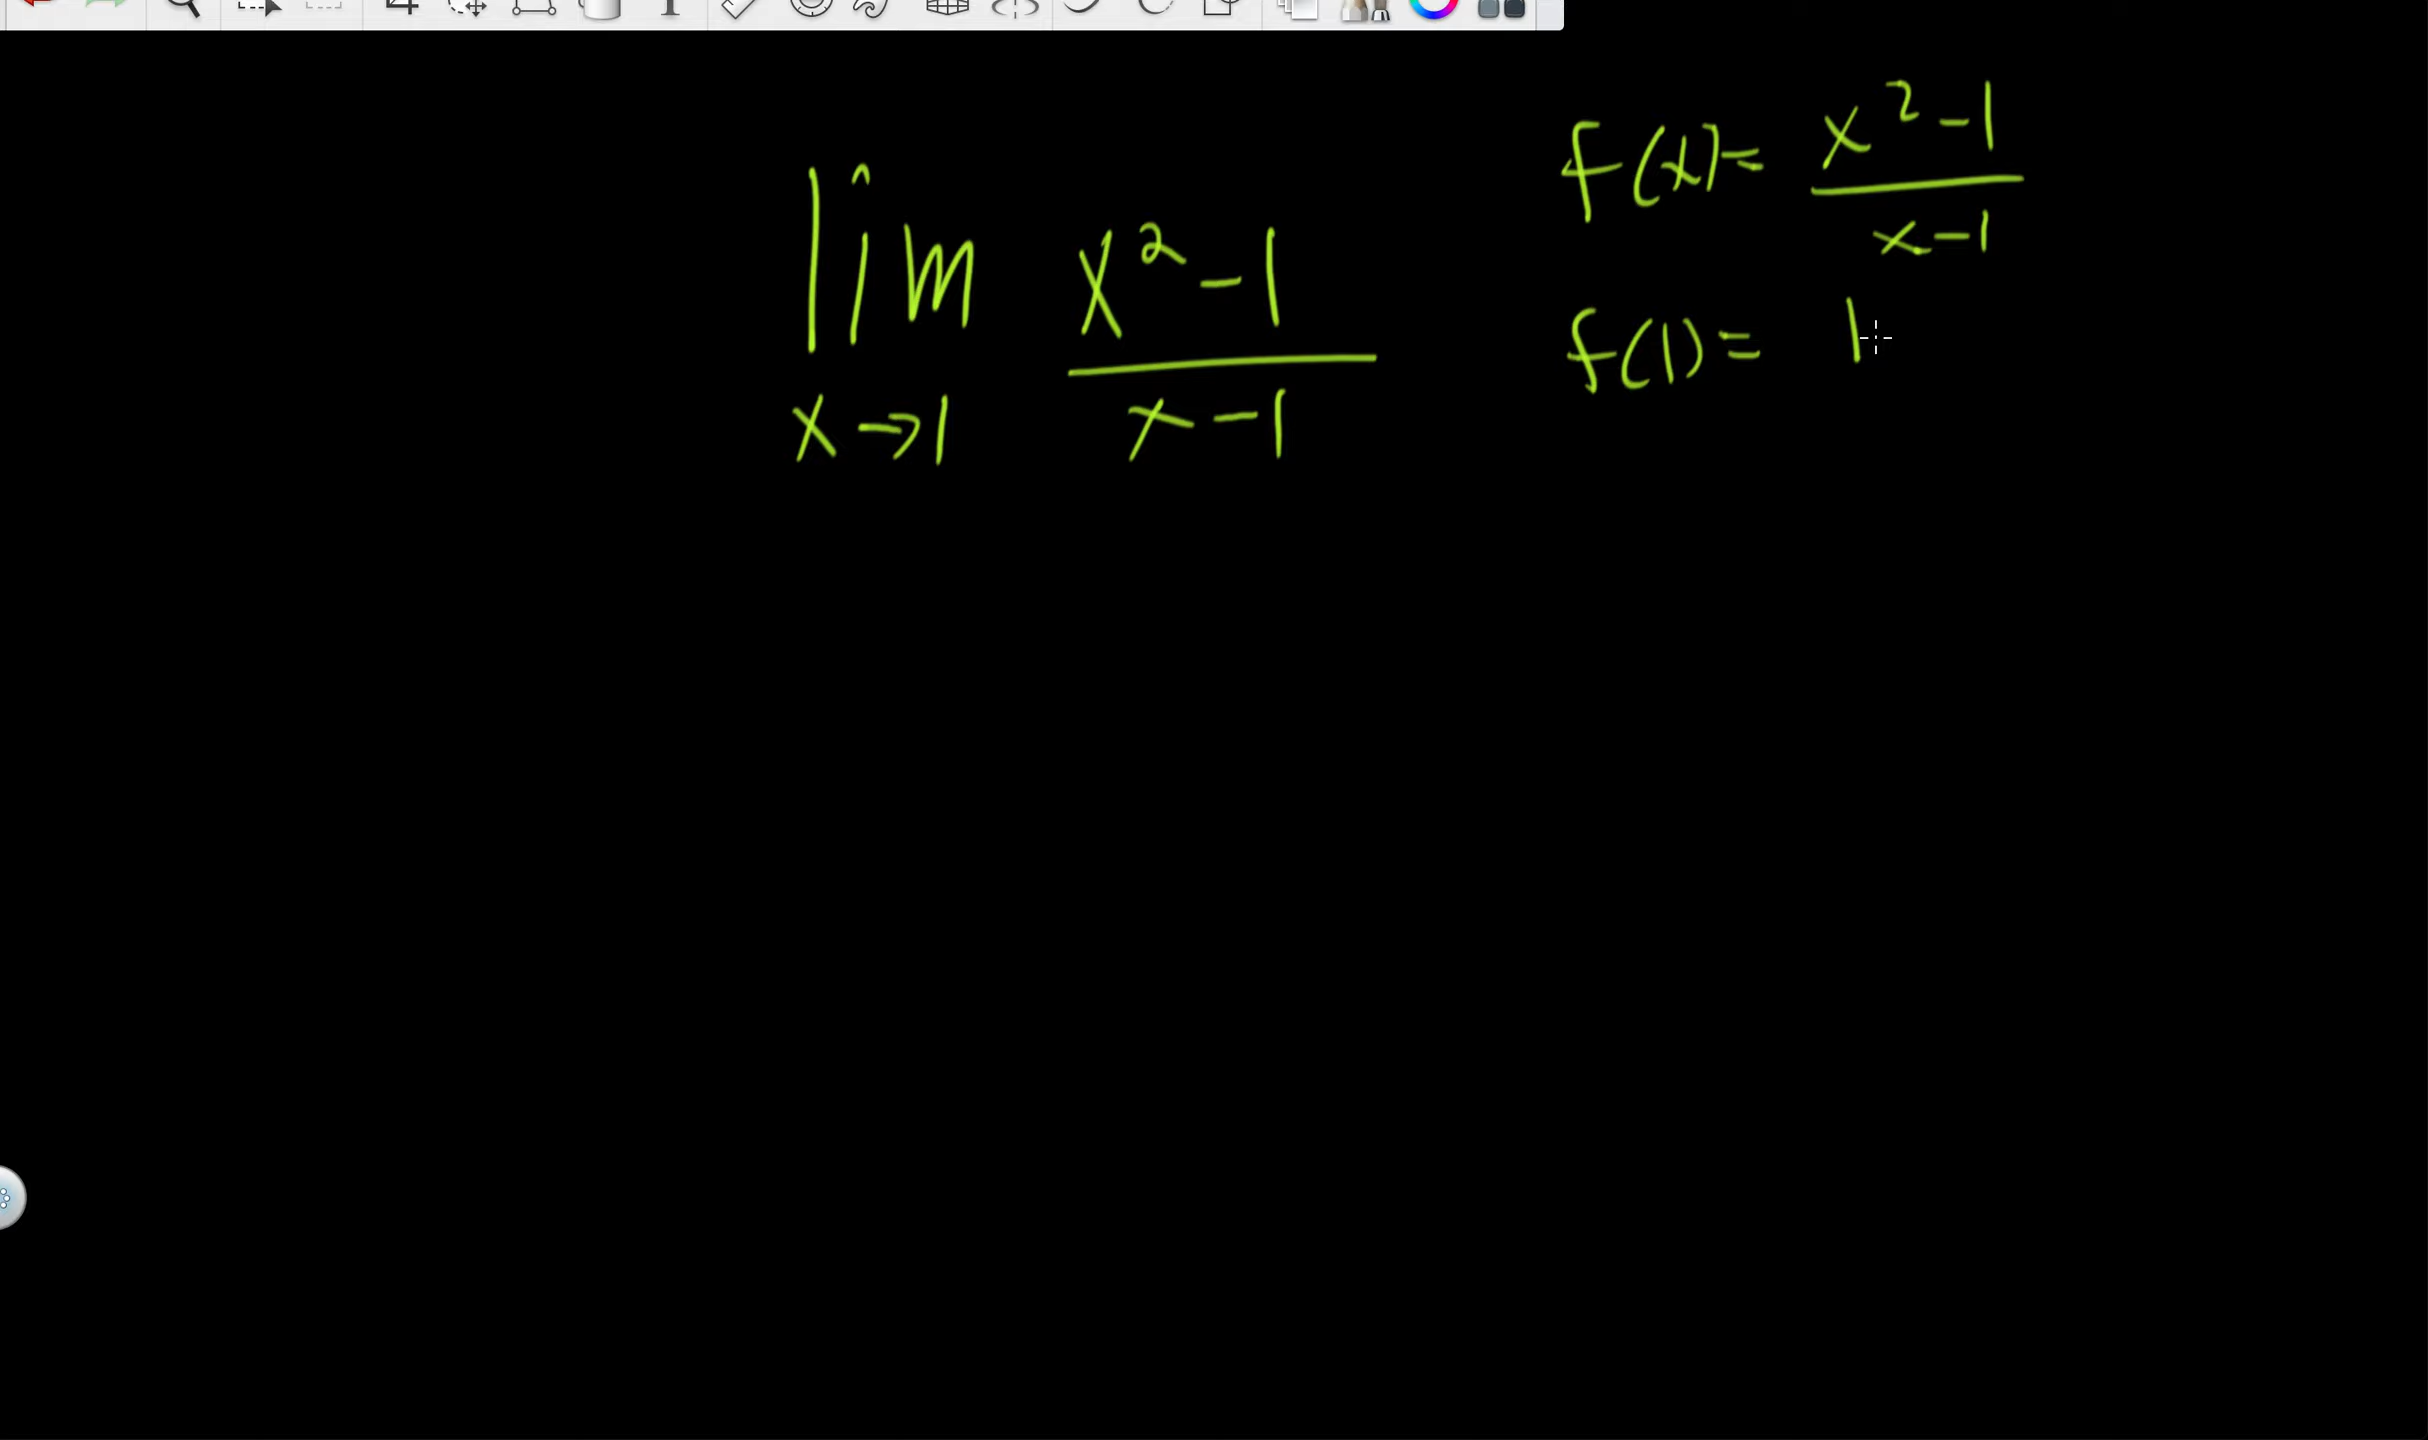 lim x²-1 / x-1
x→1
f(x)= x²-1 / x-1
f(1)= 1